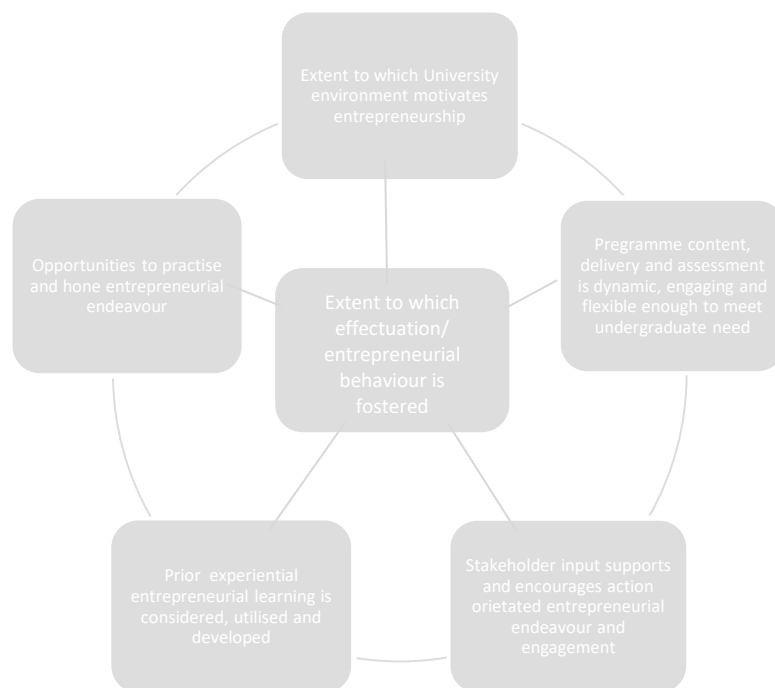 Extent to which University
environment motivates
entrepreneurship
Opportunities to practise
and hone entrepreneurial
endeavour
Pregramme content,
delivery and assessment
is dynamic, engaging and
flexible enough to meet
undergraduate need
Extent to which
effectuation/
entrepreneurial
behaviour is
fostered
Prior experiential
entrepreneurial learning is
considered, utilised and
developed
Stakeholder input supports
and encourages action
orietated entrepreneurial
endeavour and
engagement